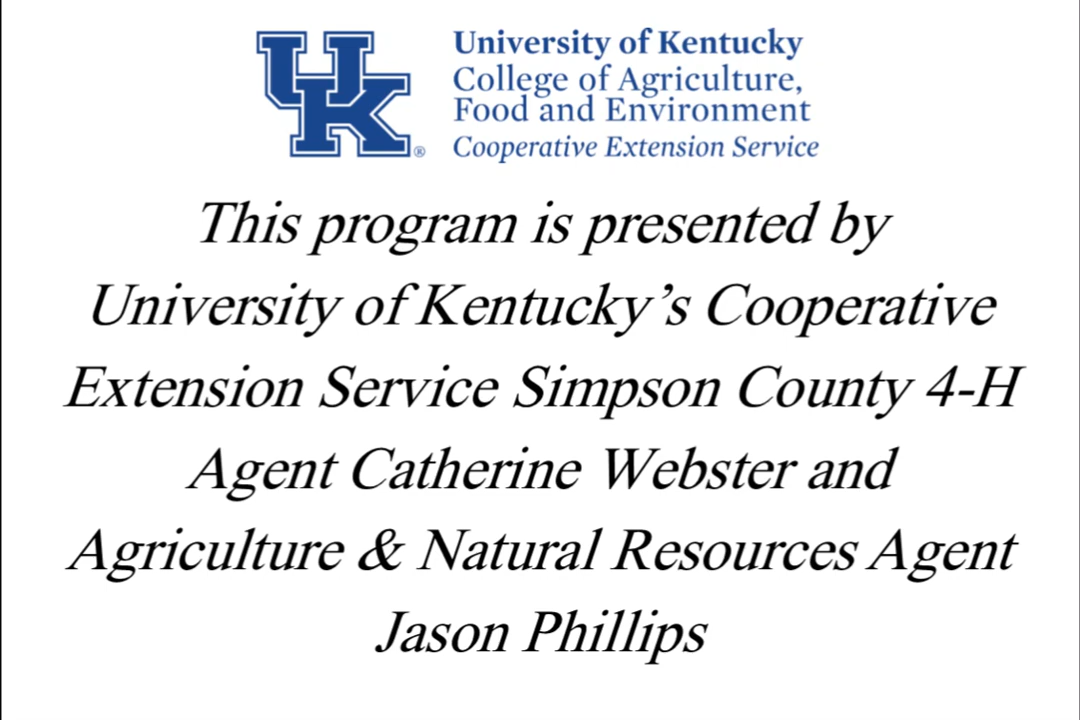 UK®
University of Kentucky
College of Agriculture,
Food and Environment
Cooperative Extension Service
This program is presented by
University of Kentucky’s Cooperative
Extension Service Simpson County 4-H
Agent Catherine Webster and
Agriculture & Natural Resources Agent
Jason Phillips